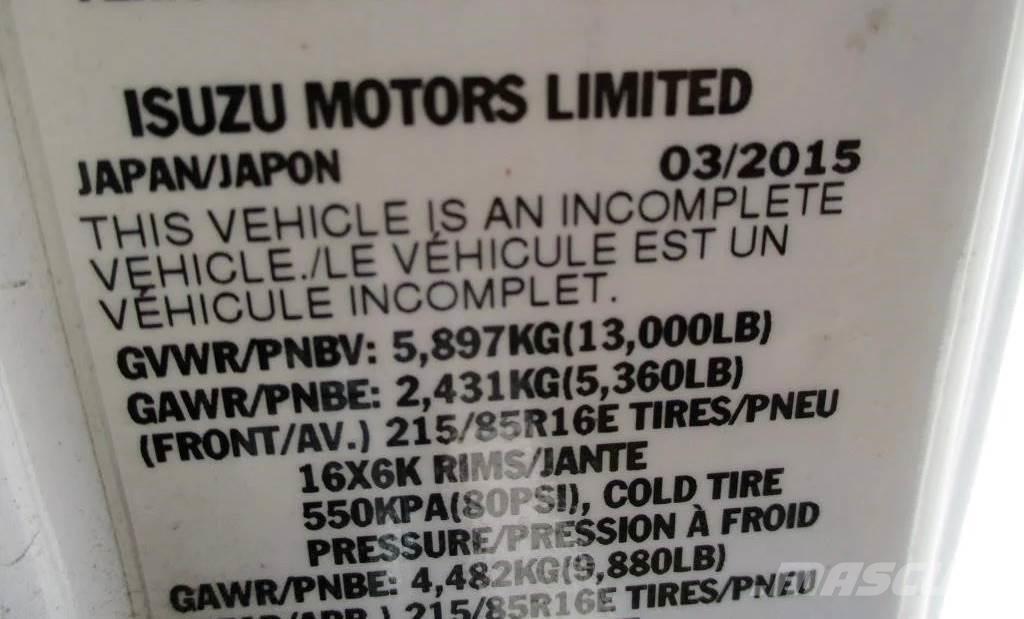 ISUZU MOTORS LIMITED
JAPAN/JAPON 03/2015
THIS VEHICLE IS AN INCOMPLETE
VEHICLE./LE VÉHICULE EST UN
VÉHICULE INCOMPLET.
GVWR/PNBV: 5,897KG(13,000LB)
GAWR/PNBE: 2,431KG(5,360LB)
(FRONT/AV.) 215/85R16E TIRES/PNEU
16X6K RIMS/JANTE
550KPA(80PSI), COLD TIRE
PRESSURE/PRESSION À FROID
GAWR/PNBE: 4,482KG(9,880LB)
215/85R16E TIRES/PNEU